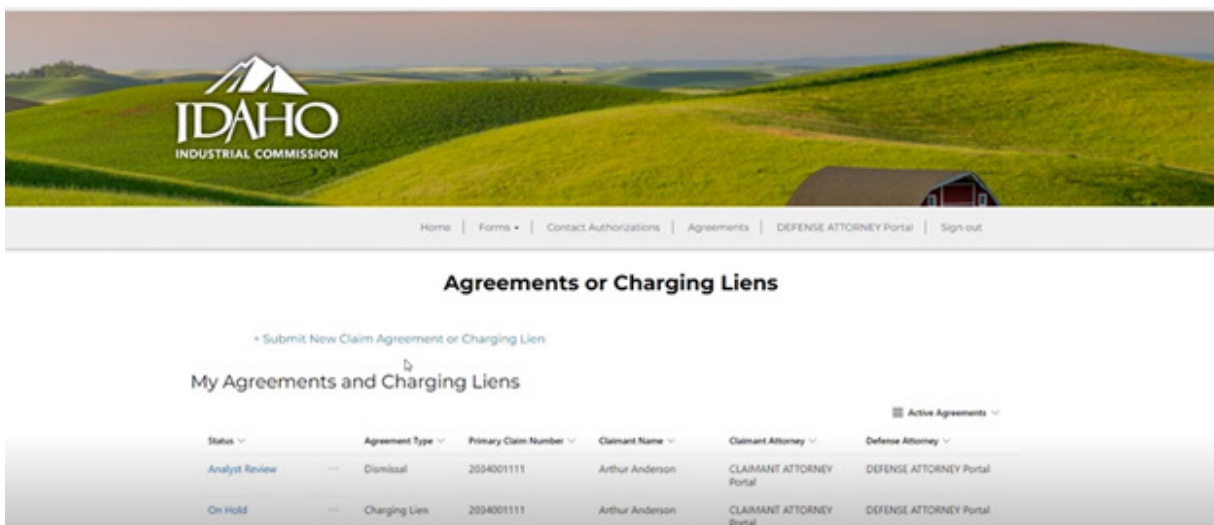 IDAHO
INDUSTRIAL COMMISSION
Home | Forms | Contact Authorizations | Agreements | DEFENSE ATTORNEY Portal | Sign out
Agreements or Charging Liens
+ Submit New Claim Agreement or Charging Lien
My Agreements and Charging Liens
Active Agreements
Status Agreement Type Primary Claim Number Claimant Name Claimant Attorney Defense Attorney
Analyst Review ... Dismissal 2034001111 Arthur Anderson CLAIMANT ATTORNEY DEFENSE ATTORNEY Portal
Portal
On Hold ... Charging Lien 2034001111 Arthur Anderson CLAIMANT ATTORNEY DEFENSE ATTORNEY Portal
Portal